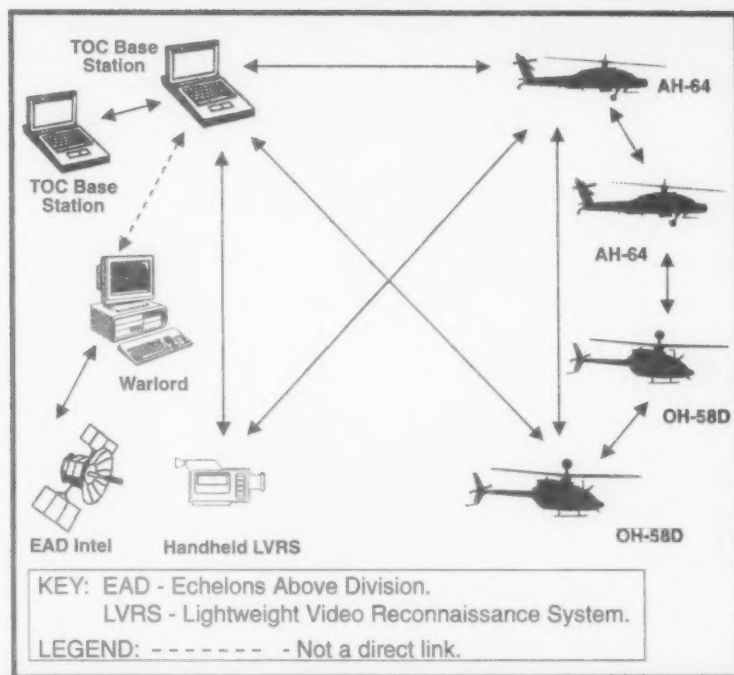 TOC Base
Station
AH-64
TOC Base
Station
AH-64
Warlord
OH-58D
EAD Intel
Handheld LVRS
OH-58D
KEY: EAD - Echelons Above Division.
LVRS - Lightweight Video Reconnaissance System.
LEGEND: - - - - - - - - Not a direct link.